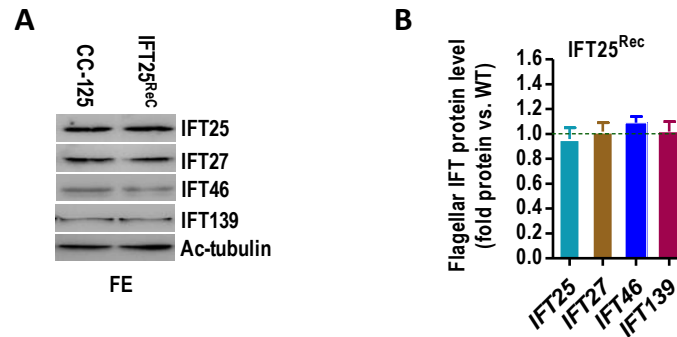 A
CC-125
IFT25ReC
IFT25
IFT27
IFT46
IFT139
Ac-tubulin
FE
B
IFT25Rec
Flagellar IFT protein level
(fold protein vs. WT)
1.6
1.4
1.2
1.0
0.8
0.6
0.4
0.2
0.0
IFT25
IFT27
IFT46
IFT139